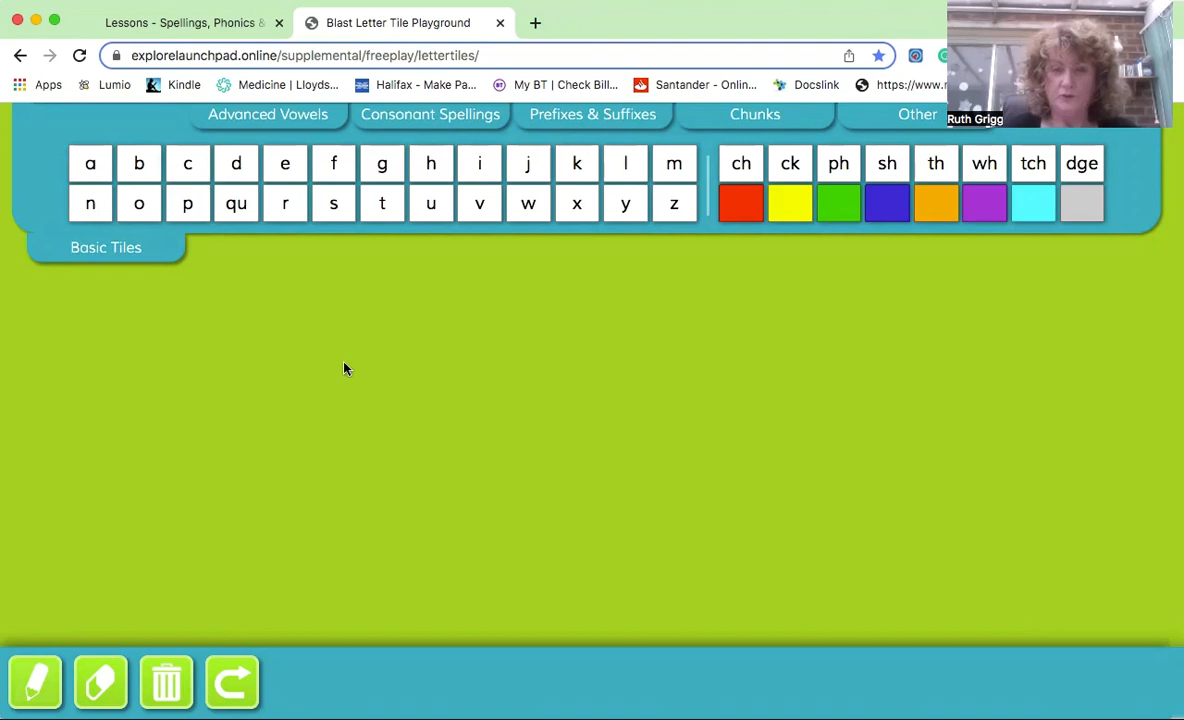 Lessons - Spellings, Phonics &
Blast Letter Tile Playground
explorelaunchpad.online/supplemental/freeplay/lettertiles/
Apps Lumio Kindle Medicine | Lloyds... Halifax - Make Pa... My BT | Check Bill... Santander - Onlin... Docslink https://www.r
Ruth Grigg
Advanced Vowels Consonant Spellings Prefixes & Suffixes Chunks Other
a b c d e f g h i j k l m ch ck ph sh th wh tch dge
n o p qu r s t u v w x y z
Basic Tiles